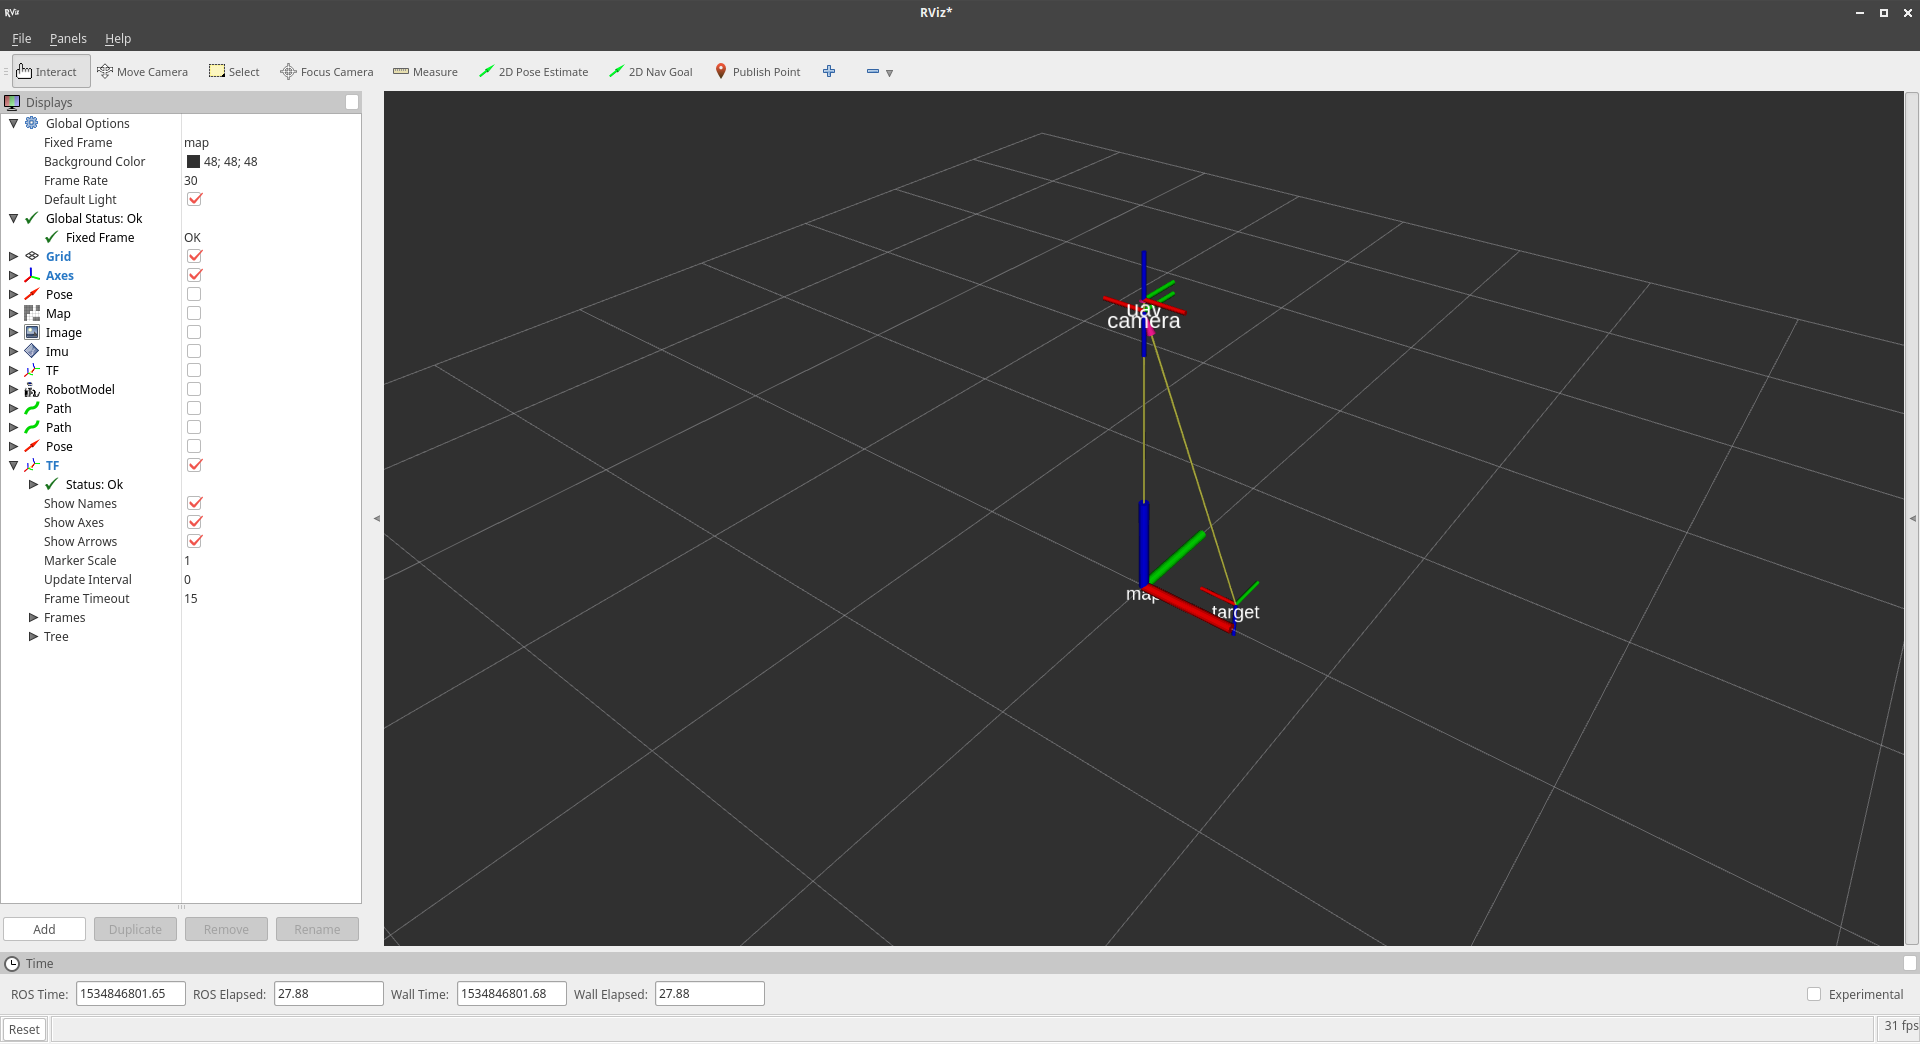 RViz
RViz*
File Panels Help
Interact Move Camera Select Focus Camera Measure 2D Pose Estimate 2D Nav Goal Publish Point
Displays
Global Options
Fixed Frame map
Background Color 48; 48; 48
Frame Rate 30
Default Light
Global Status: Ok
Fixed Frame OK
Grid
Axes
Pose
Map
Image
Imu
TF
RobotModel
Path
Path
Pose
TF
Status: Ok
Show Names
Show Axes
Show Arrows
Marker Scale 1
Update Interval 0
Frame Timeout 15
Frames
Tree
uav
camera
map
target
Add Duplicate Remove Rename
Time
ROS Time: 1534846801.65 ROS Elapsed: 27.88 Wall Time: 1534846801.68 Wall Elapsed: 27.88 Experimental
Reset 31 fps